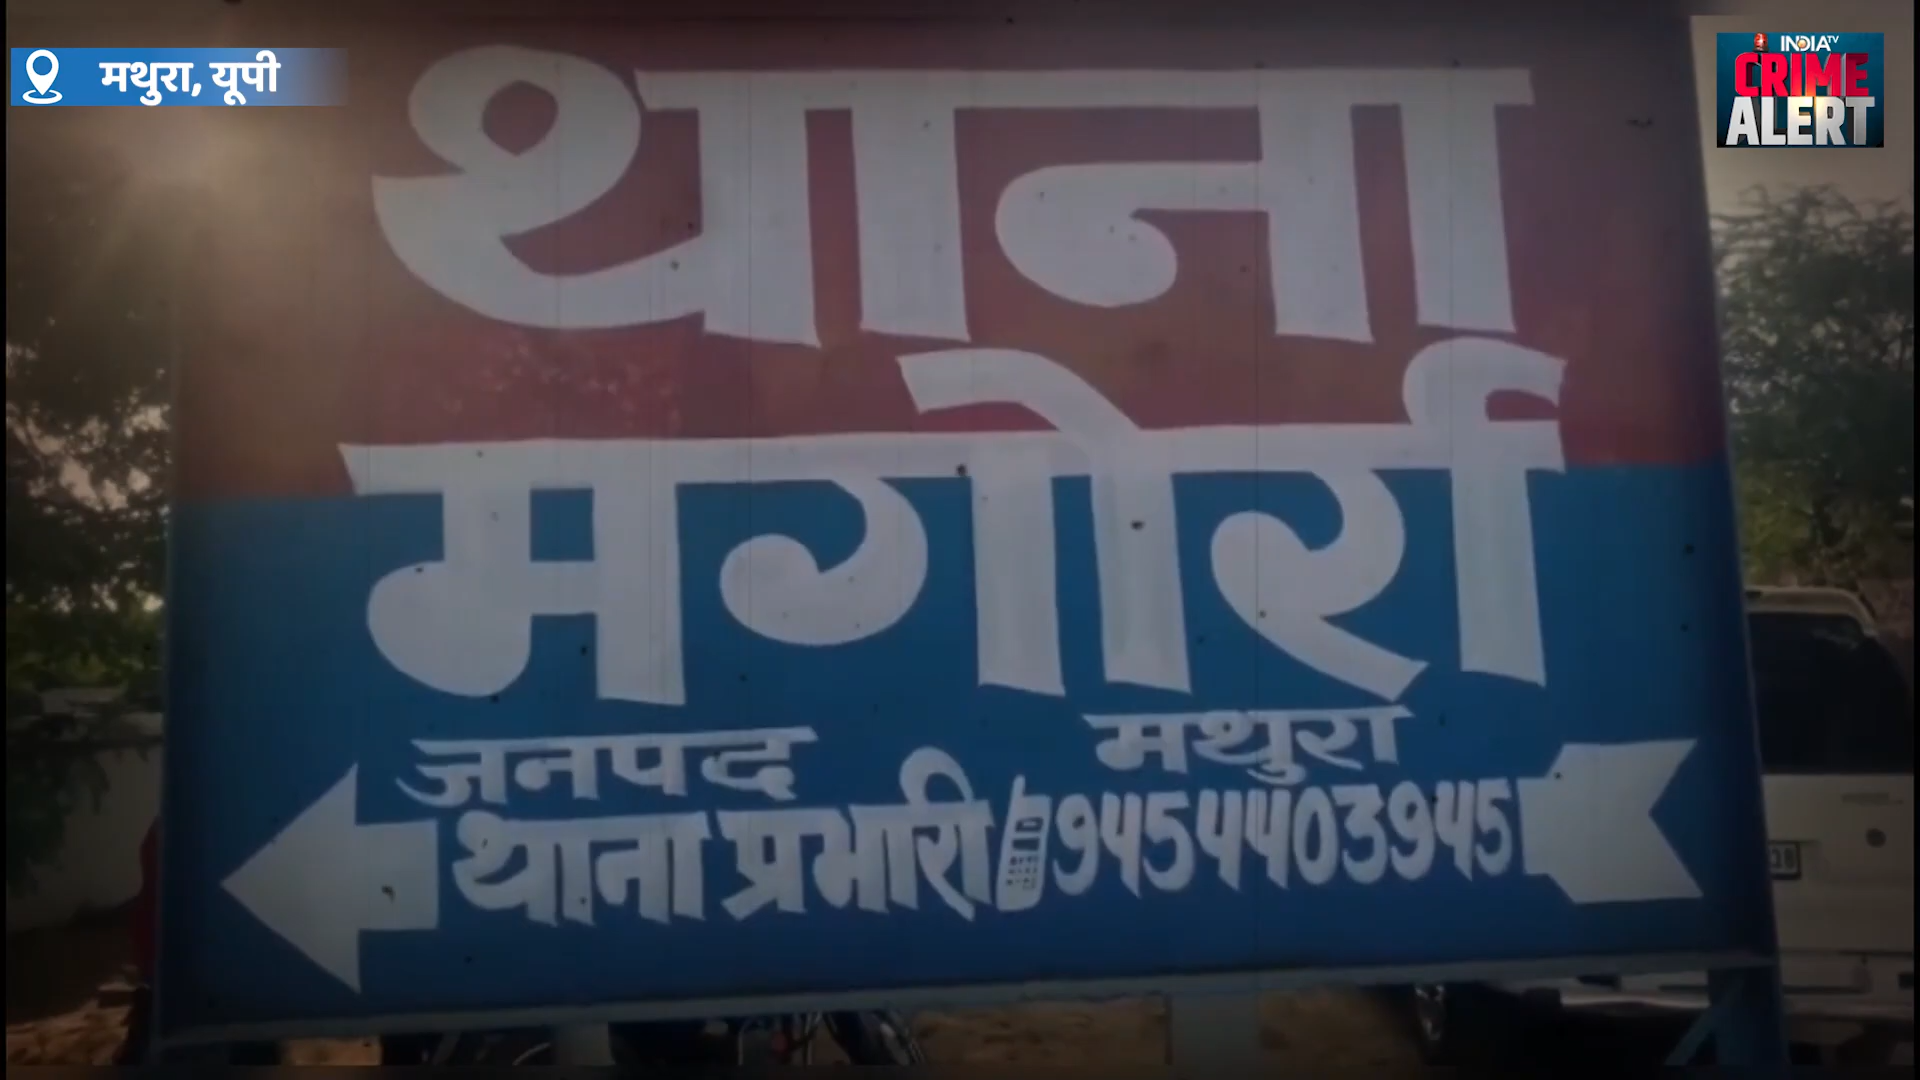 मथुरा, यूपी
INDIA TV
CRIME
ALERT
थाना
मगोर्रा
जनपद मथुरा
थाना प्रभारी 9454403945